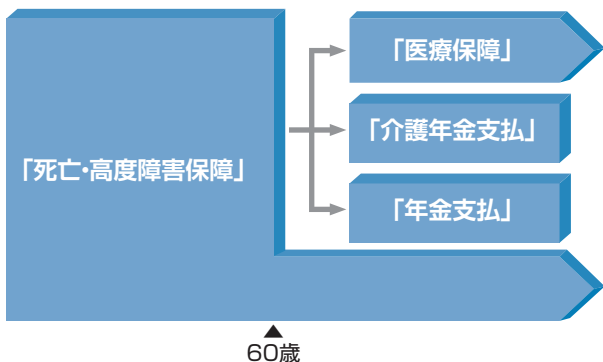 「医療保障」
「介護年金支払」
「死亡・高度障害保障」
「年金支払」
60歳